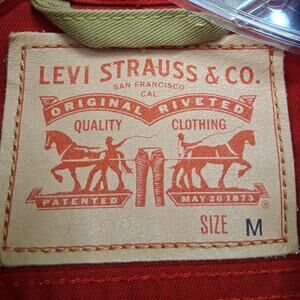 LEVI STRAUSS & CO.
SAN FRANCISCO
CAL
ORIGINAL RIVETED
QUALITY CLOTHING
PATENTED MAY 20 1873
®
SIZE M